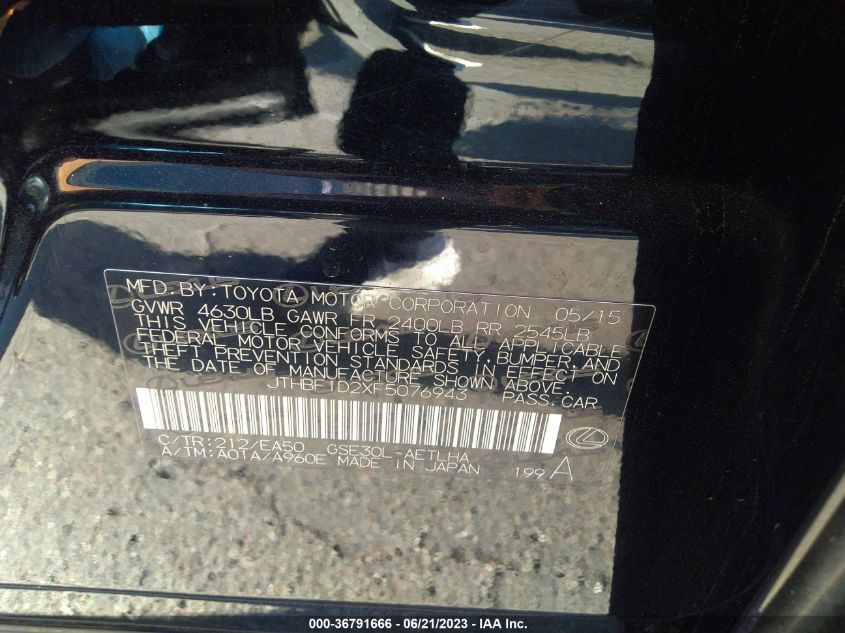 MFD.BY:TOYOTA MOTOR CORPORATION 05/15
GVWR 4630LB GAWR FR 2400LB RR 2545LB
THIS VEHICLE CONFORMS TO ALL APPLICABLE
FEDERAL MOTOR VEHICLE SAFETY,BUMPER,AND
THEFT PREVENTION STANDARDS IN EFFECT ON
THE DATE OF MANUFACTURE SHOWN ABOVE.
JTHBF1D2XF5076943 PASS.CAR
C/TR:212/EA50 GSE30L-AETLHA
A/TM:A01A/A960E MADE IN JAPAN 199 A
000-36791666 - 06/21/2023 - IAA Inc.